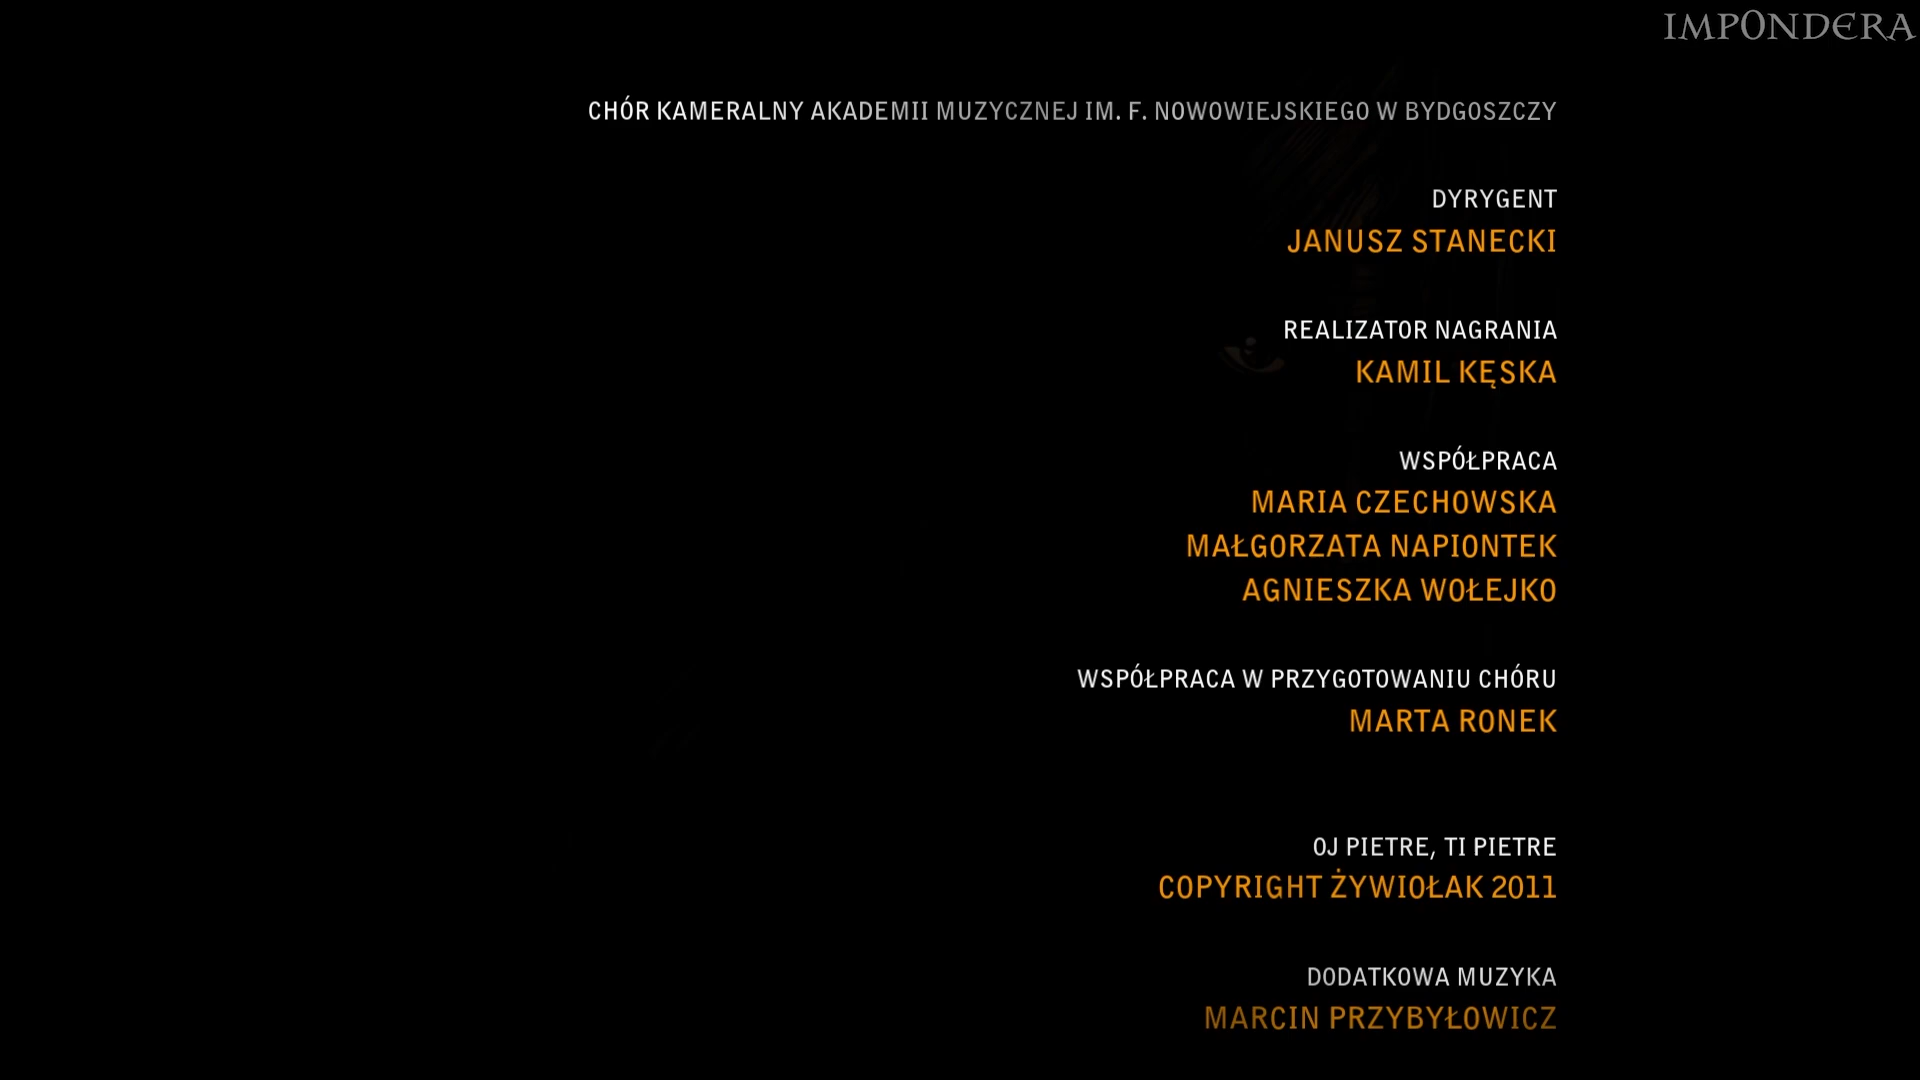 IMPONDERA
CHÓR KAMERALNY AKADEMII MUZYCZNEJ IM. F. NOWOWIEJSKIEGO W BYDGOSZCZY
DYRYGENT
JANUSZ STANECKI
REALIZATOR NAGRANIA
KAMIL KĘSKA
WSPÓŁPRACA
MARIA CZECHOWSKA
MAŁGORZATA NAPIONTEK
AGNIESZKA WOŁEJKO
WSPÓŁPRACA W PRZYGOTOWANIU CHÓRU
MARTA RONEK
OJ PIETRE, TI PIETRE
COPYRIGHT ŻYWIOŁAK 2011
DODATKOWA MUZYKA
MARCIN PRZYBYŁOWICZ